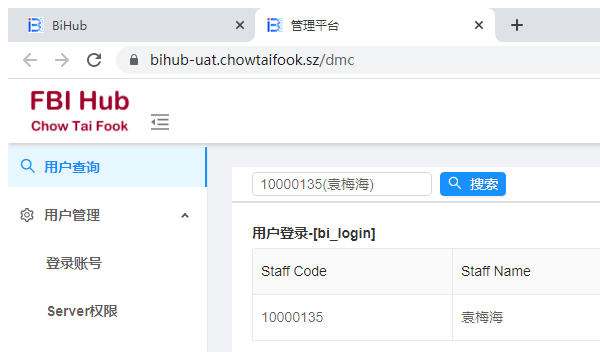 BiHub
管理平台
bihub-uat.chowtaifook.sz/dmc
FBI Hub
Chow Tai Fook
用户查询
10000135(袁梅海)
搜索
用户管理
用户登录-[bi_login]
登录账号
Staff Code
Staff Name
Server权限
10000135
袁梅海